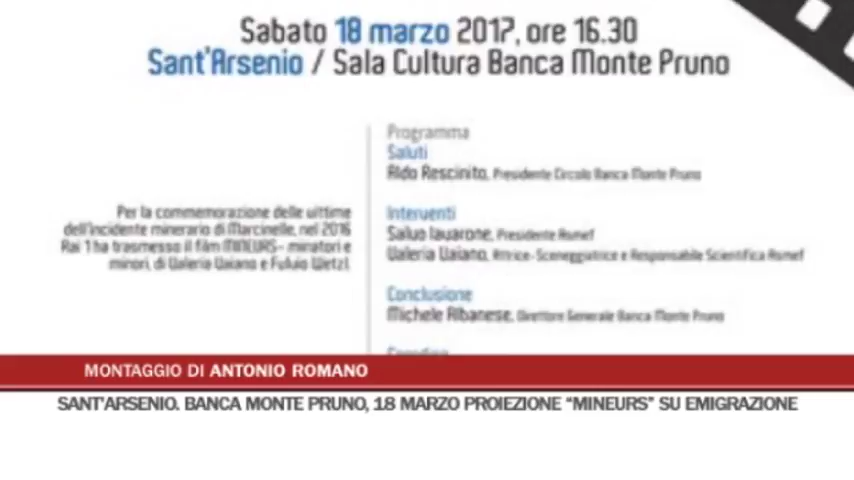 Sabato 18 marzo 2017, ore 16.30
Sant'Arsenio / Sala Cultura Banca Monte Pruno
Programma
Saluti
Aldo Rescinito, Presidente Circolo Banca Monte Pruno
Per la commemorazione delle vittime
dell'incidente minerario di Marcinelle, nel 2016
Rai 1 ha trasmesso il film MINEURS- minatori e
minori, di Valeria Vaiano e Fulvio Wetzl.
Interventi
Salvo Iavarone, Presidente Asmef
Valeria Vaiano, Attrice-Sceneggiatrice e Responsabile Scientifica Asmef
Conclusione
Michele Albanese, Direttore Generale Banca Monte Pruno
MONTAGGIO DI ANTONIO ROMANO
SANT'ARSENIO. BANCA MONTE PRUNO, 18 MARZO PROIEZIONE “MINEURS” SU EMIGRAZIONE